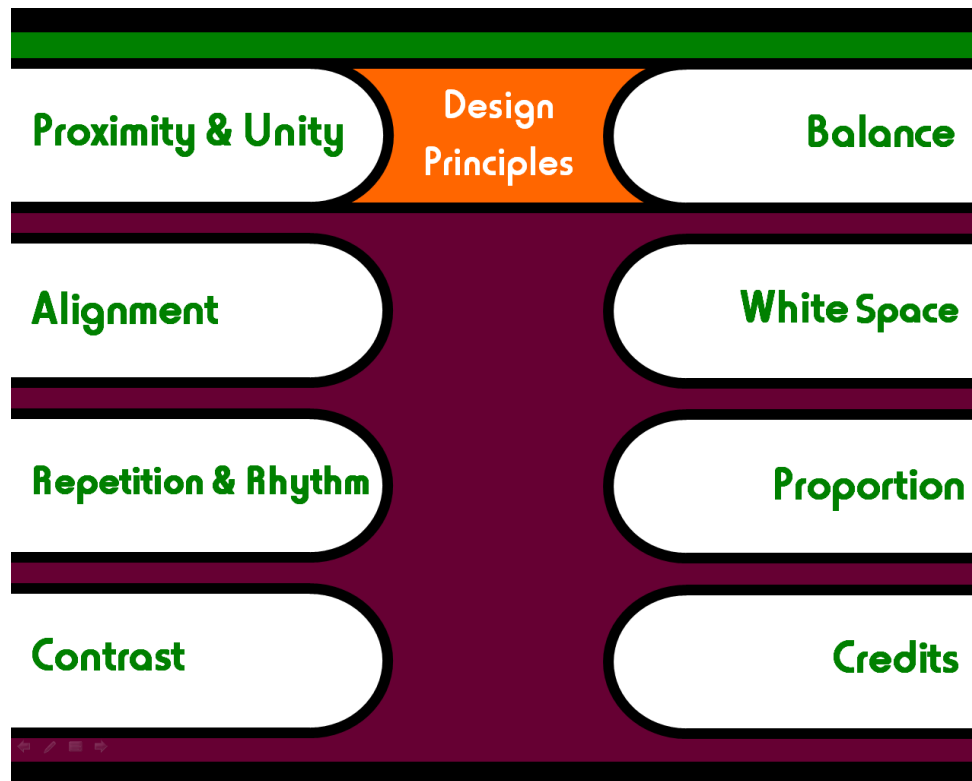 Design
Principles
Proximity & Unity
Balance
Alignment
White Space
Repetition & Rhythm
Proportion
Contrast
Credits